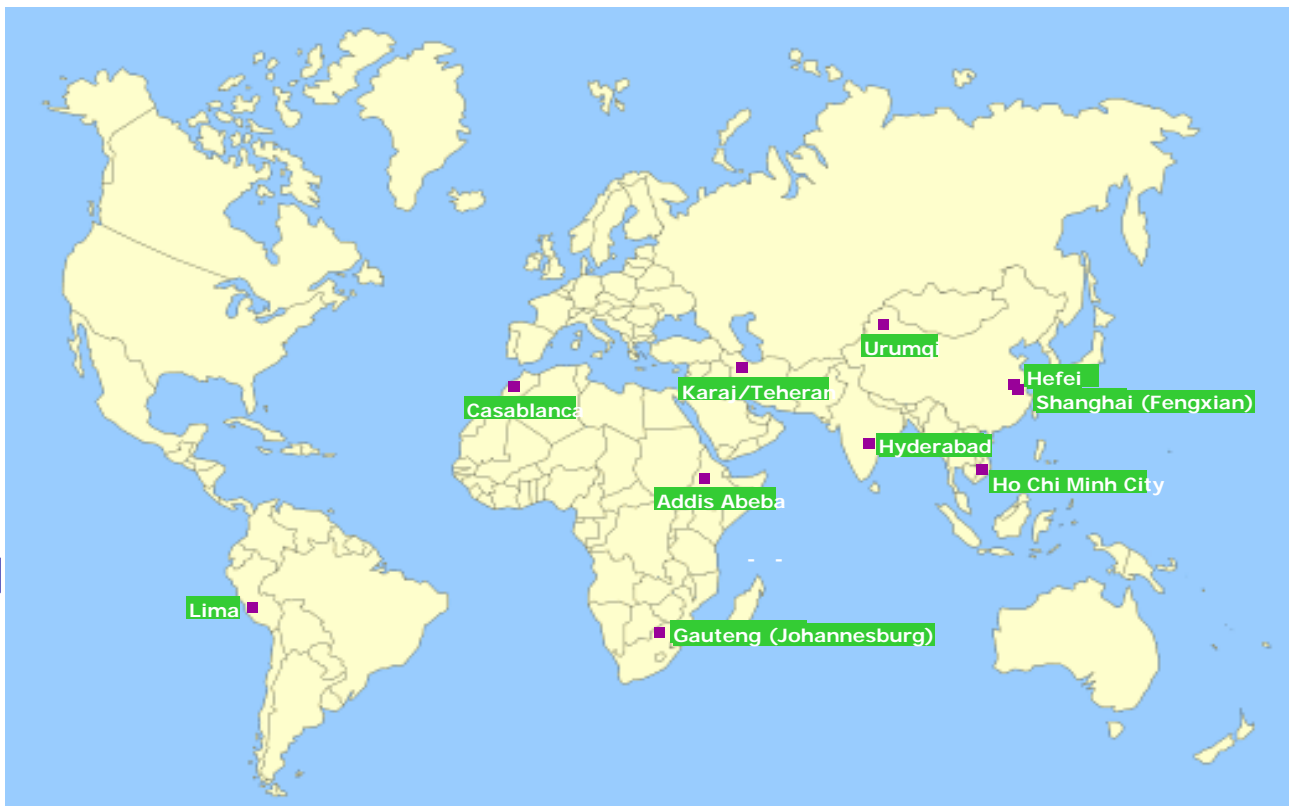 Urumqi
Hefei
Karaj/Teheran
Shanghai (Fengxian)
Casablanca
Hyderabad
Ho Chi Minh City
Addis Abeba
- -
Lima
Gauteng (Johannesburg)